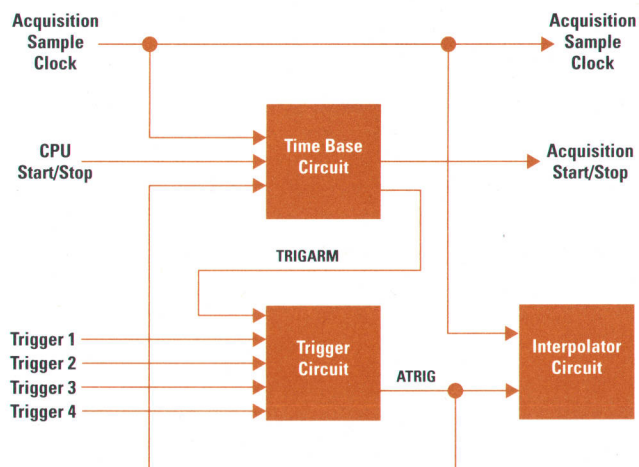 Acquisition
Sample
Clock
Acquisition
Sample
Clock
CPU
Start/Stop
Time Base
Circuit
Acquisition
Start/Stop
TRIGARM
Trigger 1
Trigger 2
Trigger 3
Trigger 4
Trigger
Circuit
ATRIG
Interpolator
Circuit